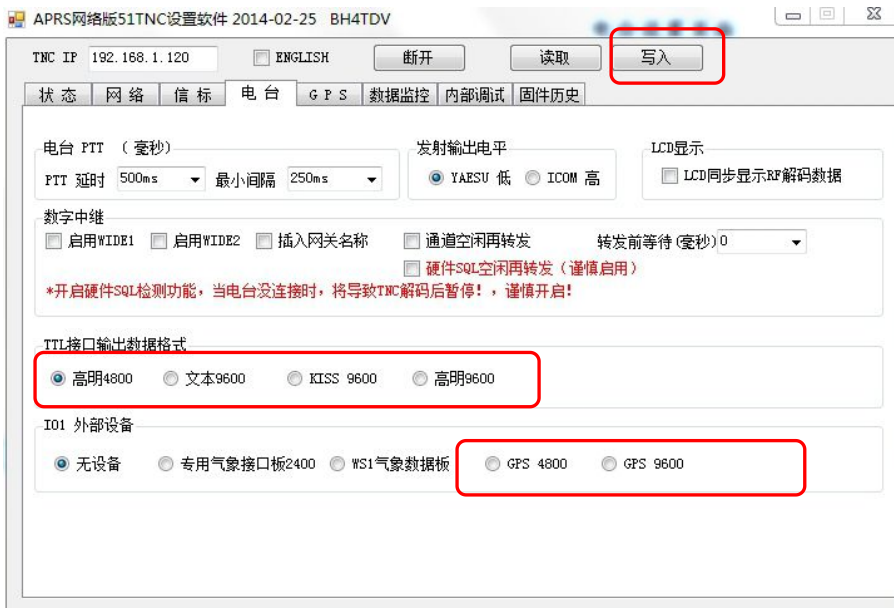 APRS网络版51TNC设置软件 2014-02-25 BH4TDV
TNC IP 192.168.1.120 ENGLISH 断开 读取 写入
状态 网络 信标 电台 GPS 数据监控 内部调试 固件历史
电台 PTT (毫秒) 发射输出电平 LCD显示
PTT 延时 500ms 最小间隔 250ms YAESU 低 ICOM 高 LCD同步显示RF解码数据
数字中继
启用WIDE1 启用WIDE2 插入网关名称 通道空闲再转发 转发前等待(毫秒) 0
硬件SQL空闲再转发(谨慎启用)
*开启硬件SQL检测功能，当电台没连接时，将导致TNC解码后暂停!，谨慎开启!
TTL接口输出数据格式
高明4800 文本9600 KISS 9600 高明9600
IO1 外部设备
无设备 专用气象接口板2400 WS1气象数据板 GPS 4800 GPS 9600